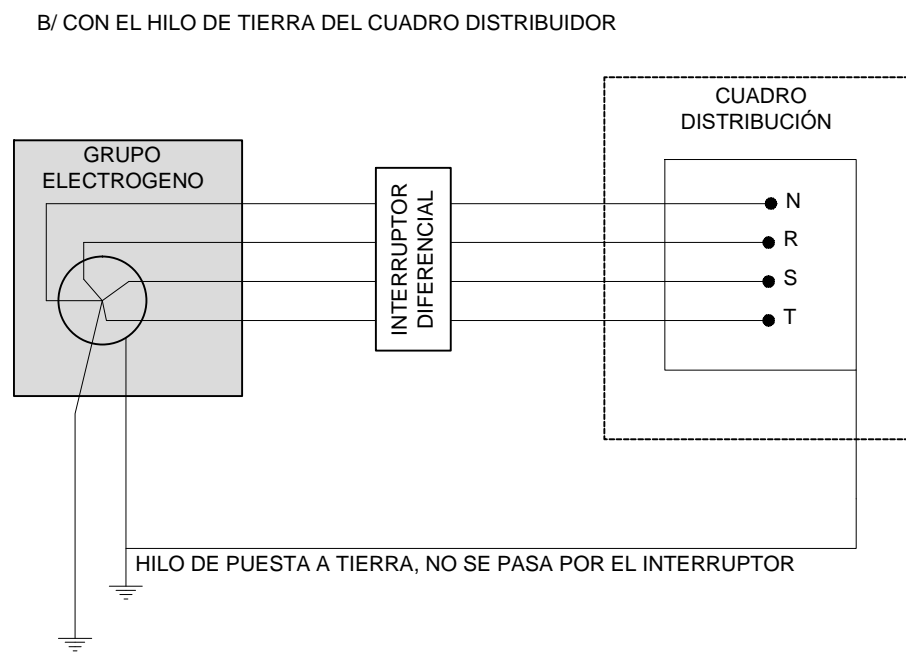 B/ CON EL HILO DE TIERRA DEL CUADRO DISTRIBUIDOR
CUADRO
DISTRIBUCIÓN
GRUPO
ELECTROGENO
INTERRUPTOR
DIFERENCIAL
N
R
S
T
HILO DE PUESTA A TIERRA, NO SE PASA POR EL INTERRUPTOR